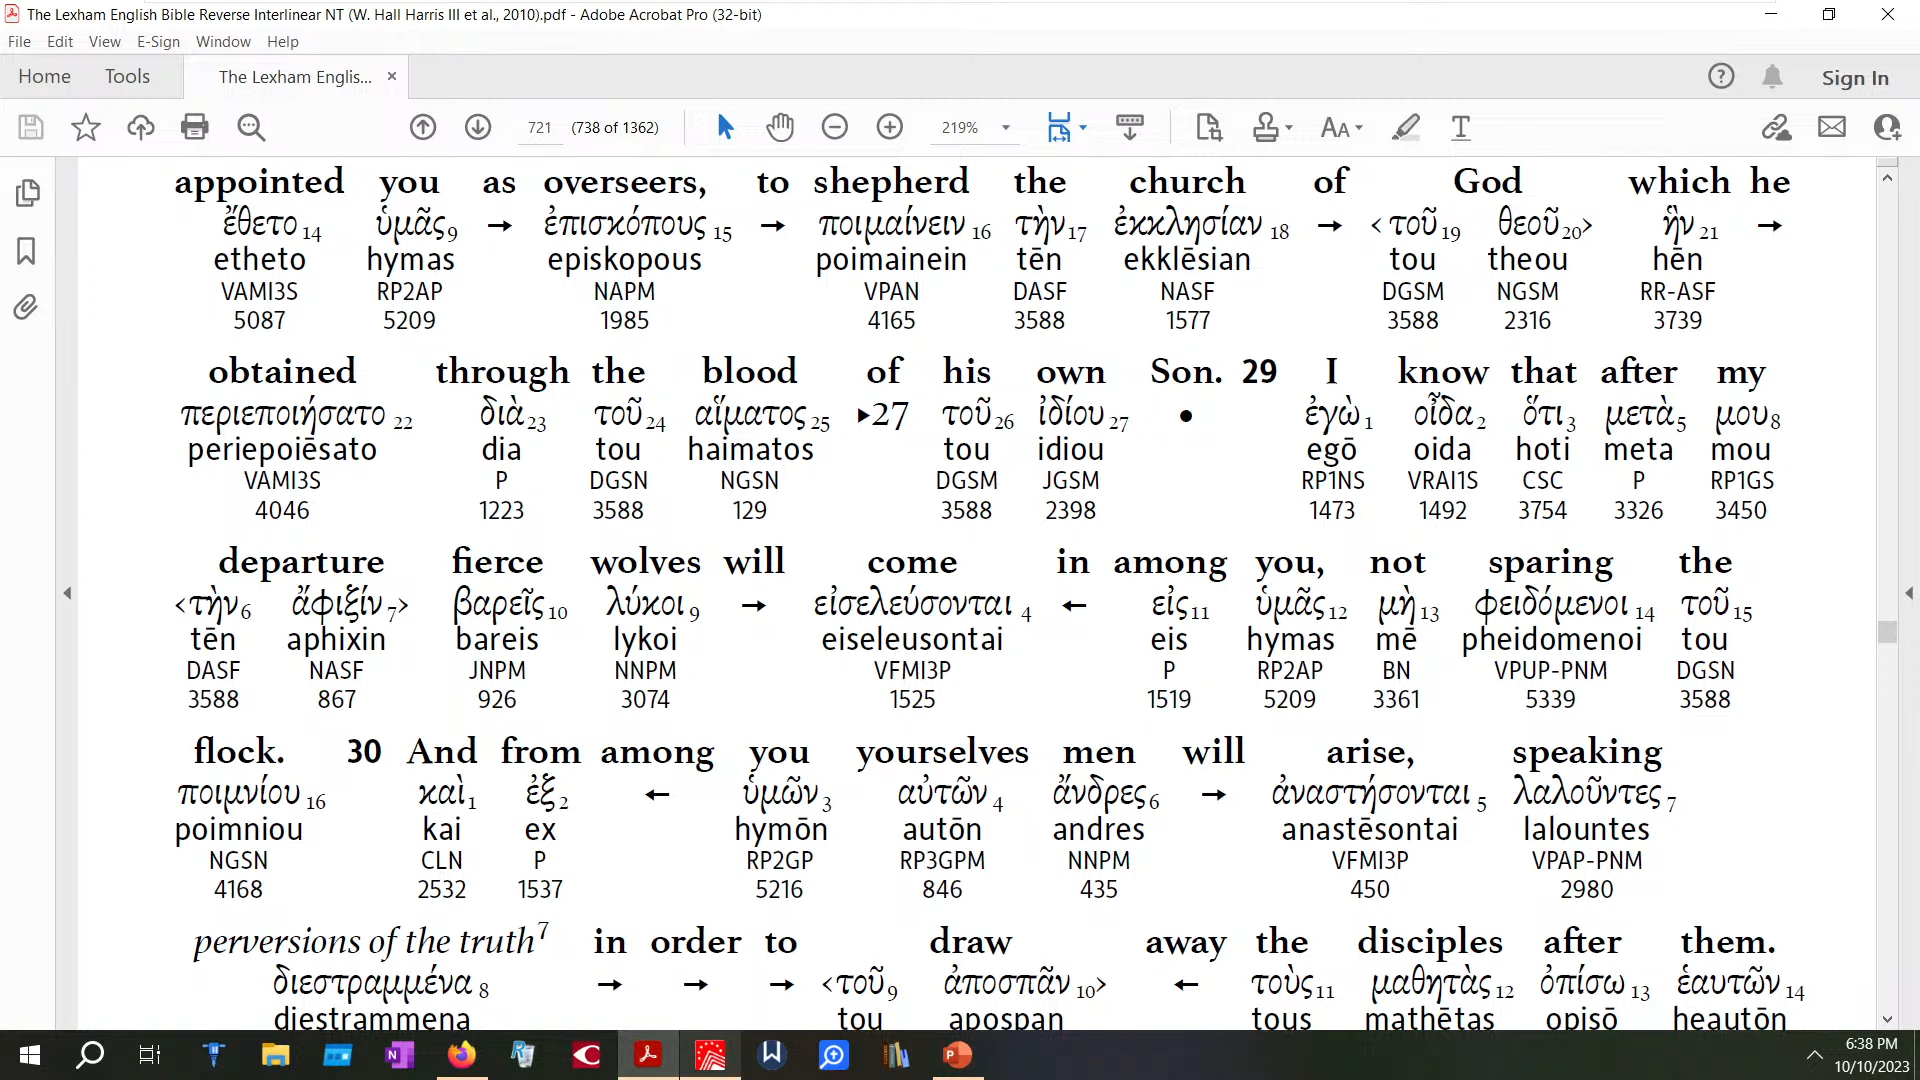 The Lexham English Bible Reverse Interlinear NT (W. Hall Harris III et al., 2010).pdf - Adobe Acrobat Pro (32-bit)
File Edit View E-Sign Window Help
Home Tools The Lexham Englis... × Sign In
721 (738 of 1362) 219%
appointed you as overseers, to shepherd the church of God which he
ἔθετο 14 ὑμᾶς 9 → ἐπισκόπους 15 → ποιμαίνειν 16 τὴν 17 ἐκκλησίαν 18 → ‹ τοῦ 19 θεοῦ 20› ἣν 21 →
etheto hymas episkopous poimainein tēn ekklēsian tou theou hēn
VAMI3S RP2AP NAPM VPAN DASF NASF DGSM NGSM RR-ASF
5087 5209 1985 4165 3588 1577 3588 2316 3739
obtained through the blood of his own Son. 29 I know that after my
περιεποιήσατο 22 διὰ 23 τοῦ 24 αἵματος 25 ▸27 τοῦ 26 ἰδίου 27 • ἐγὼ 1 οἶδα 2 ὅτι 3 μετὰ 5 μου 8
periepoiēsato dia tou haimatos tou idiou egō oida hoti meta mou
VAMI3S P DGSN NGSN DGSM JGSM RP1NS VRAI1S CSC P RP1GS
4046 1223 3588 129 3588 2398 1473 1492 3754 3326 3450
departure fierce wolves will come in among you, not sparing the
‹τὴν 6 ἄφιξίν 7› βαρεῖς 10 λύκοι 9 → εἰσελεύσονται 4 ← εἰς 11 ὑμᾶς 12 μὴ 13 φειδόμενοι 14 τοῦ 15
tēn aphixin bareis lykoi eiseleusontai eis hymas mē pheidomenoi tou
DASF NASF JNPM NNPM VFMI3P P RP2AP BN VPUP-PNM DGSN
3588 867 926 3074 1525 1519 5209 3361 5339 3588
flock. 30 And from among you yourselves men will arise, speaking
ποιμνίου 16 καὶ 1 ἐξ 2 ← ὑμῶν 3 αὐτῶν 4 ἄνδρες 6 → ἀναστήσονται 5 λαλοῦντες 7
poimniou kai ex hymōn autōn andres anastēsontai lalountes
NGSN CLN P RP2GP RP3GPM NNPM VFMI3P VPAP-PNM
4168 2532 1537 5216 846 435 450 2980
perversions of the truth7 in order to draw away the disciples after them.
διεστραμμένα 8 → → → ‹τοῦ 9 ἀποσπᾶν 10› ← τοὺς 11 μαθητὰς 12 ὀπίσω 13 ἑαυτῶν 14
diestrammena tou apospan tous mathētas opisō heautōn
6:38 PM
10/10/2023